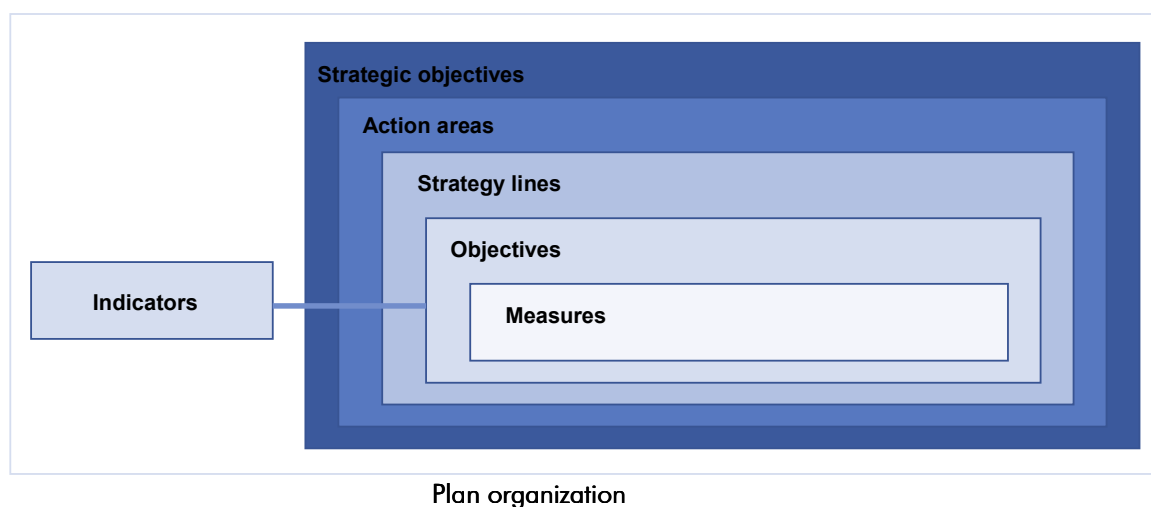 Strategic objectives
Action areas
Strategy lines
Objectives
Indicators
Measures
Plan organization